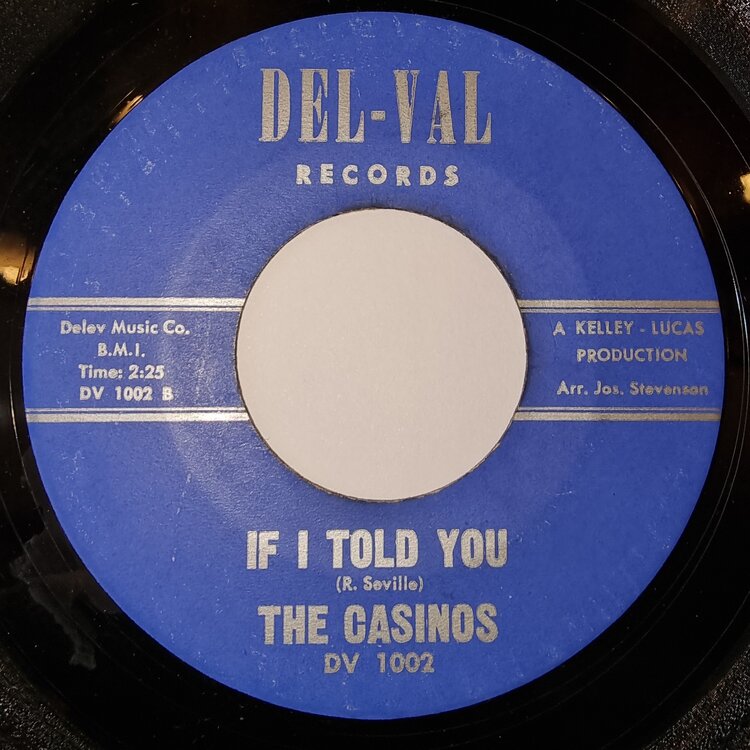 DEL-VAL
RECORDS
Delev Music Co.
B.M.I.
Time: 2:25
DV 1002 B
A KELLEY - LUCAS
PRODUCTION
Arr. Jos. Stevenson
IF I TOLD YOU
(R. Seville)
THE CASINOS
DV 1002